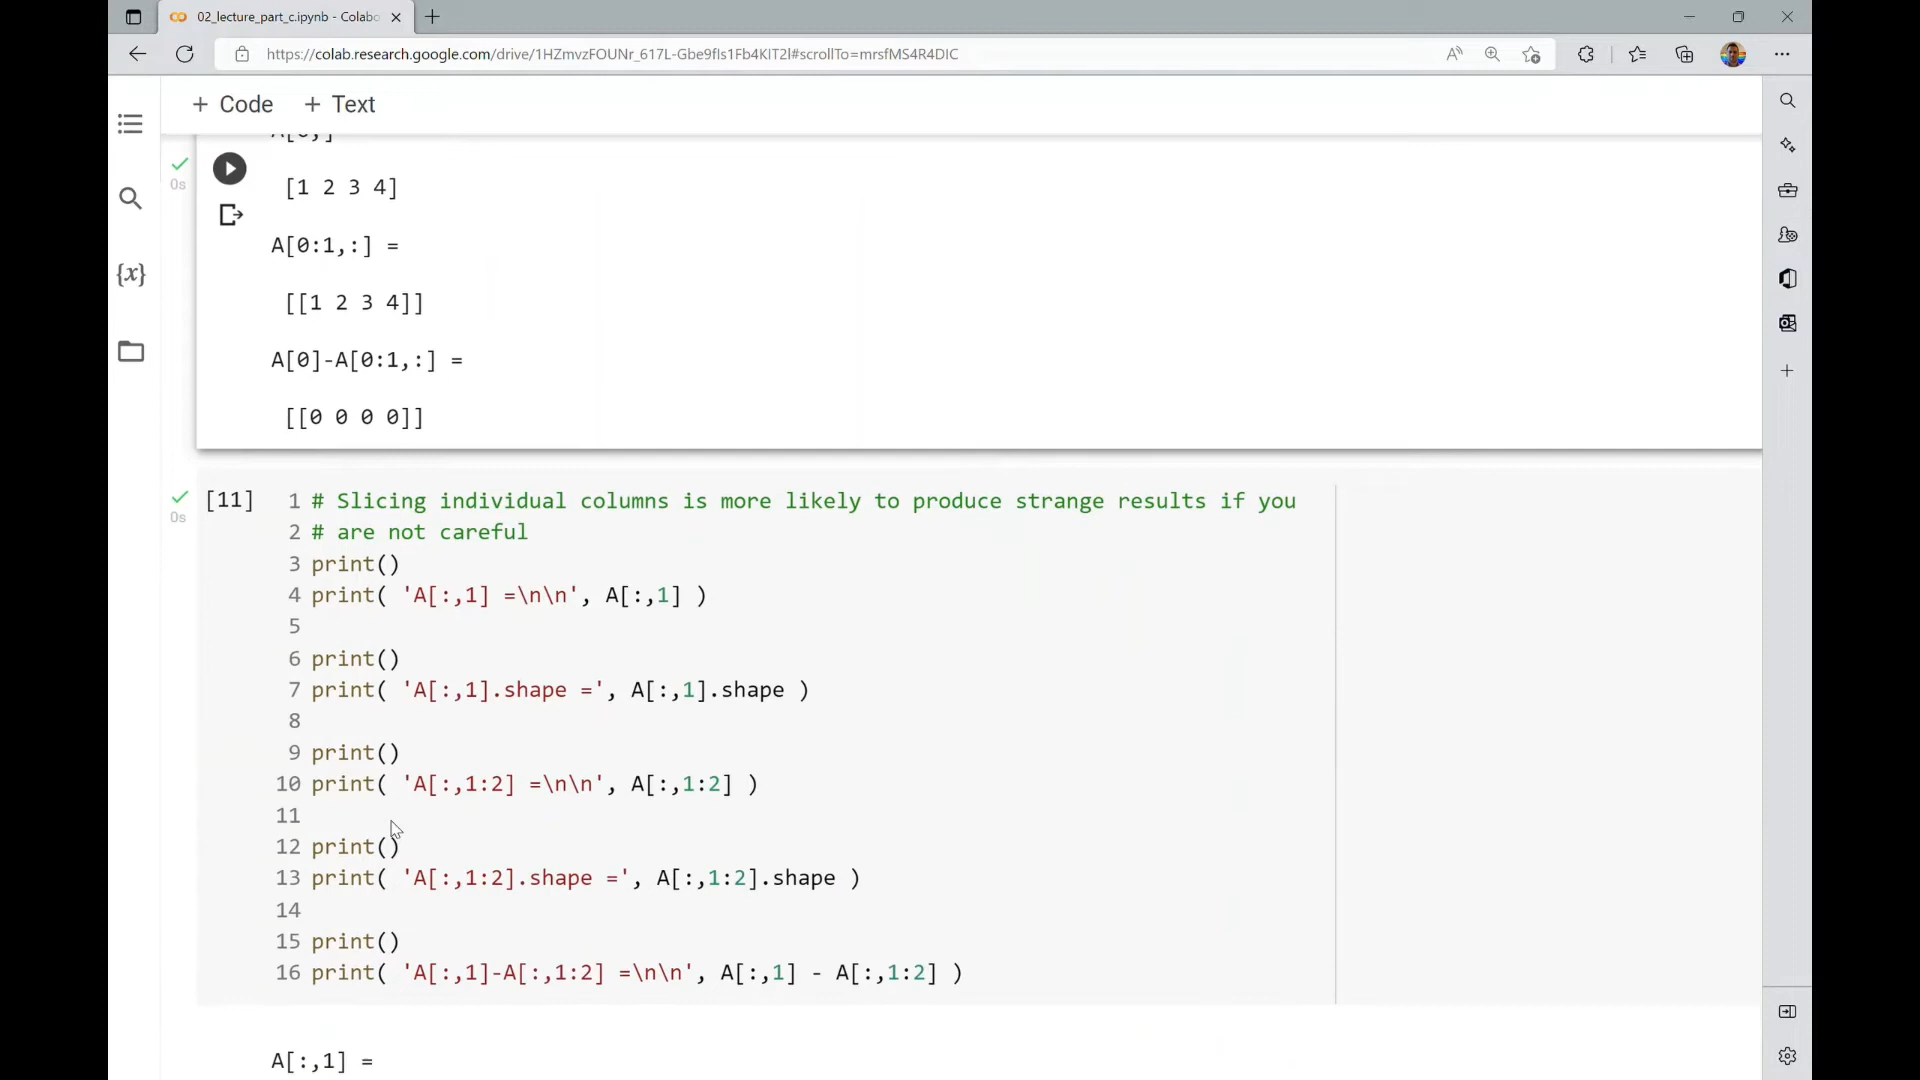 02_lecture_part_c.ipynb - Colabo
https://colab.research.google.com/drive/1HZmvzFOUNr_617L-Gbe9fIs1Fb4KIT2l#scrollTo=mrsfMS4R4DIC
+ Code + Text
{x}
0s
[1 2 3 4]
A[0:1,:] =
[[1 2 3 4]]
A[0]-A[0:1,:] =
[[0 0 0 0]]
[11] 1 # Slicing individual columns is more likely to produce strange results if you
0s
2 # are not careful
3 print()
4 print( 'A[:,1] =\n\n', A[:,1] )
5
6 print()
7 print( 'A[:,1].shape =', A[:,1].shape )
8
9 print()
10 print( 'A[:,1:2] =\n\n', A[:,1:2] )
11
12 print()
13 print( 'A[:,1:2].shape =', A[:,1:2].shape )
14
15 print()
16 print( 'A[:,1]-A[:,1:2] =\n\n', A[:,1] - A[:,1:2] )
A[:,1] =